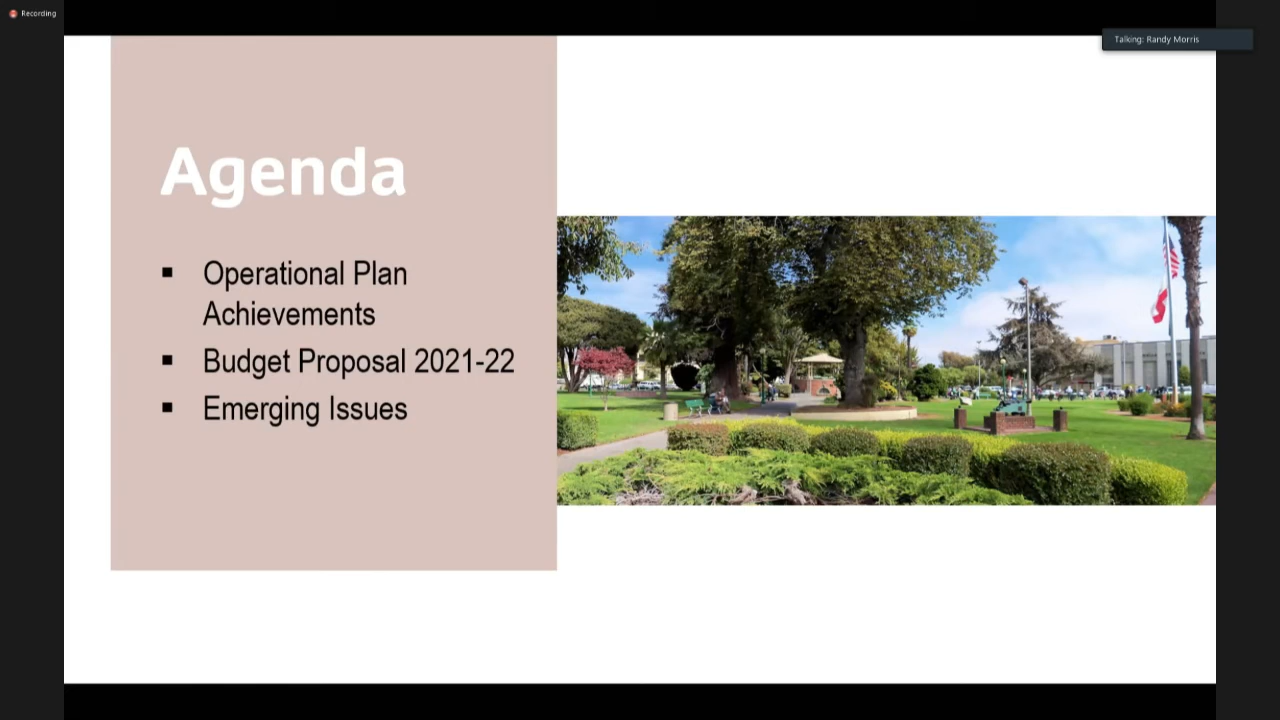 Recording
Talking: Randy Morris
Agenda
▪ Operational Plan
Achievements
▪ Budget Proposal 2021-22
▪ Emerging Issues